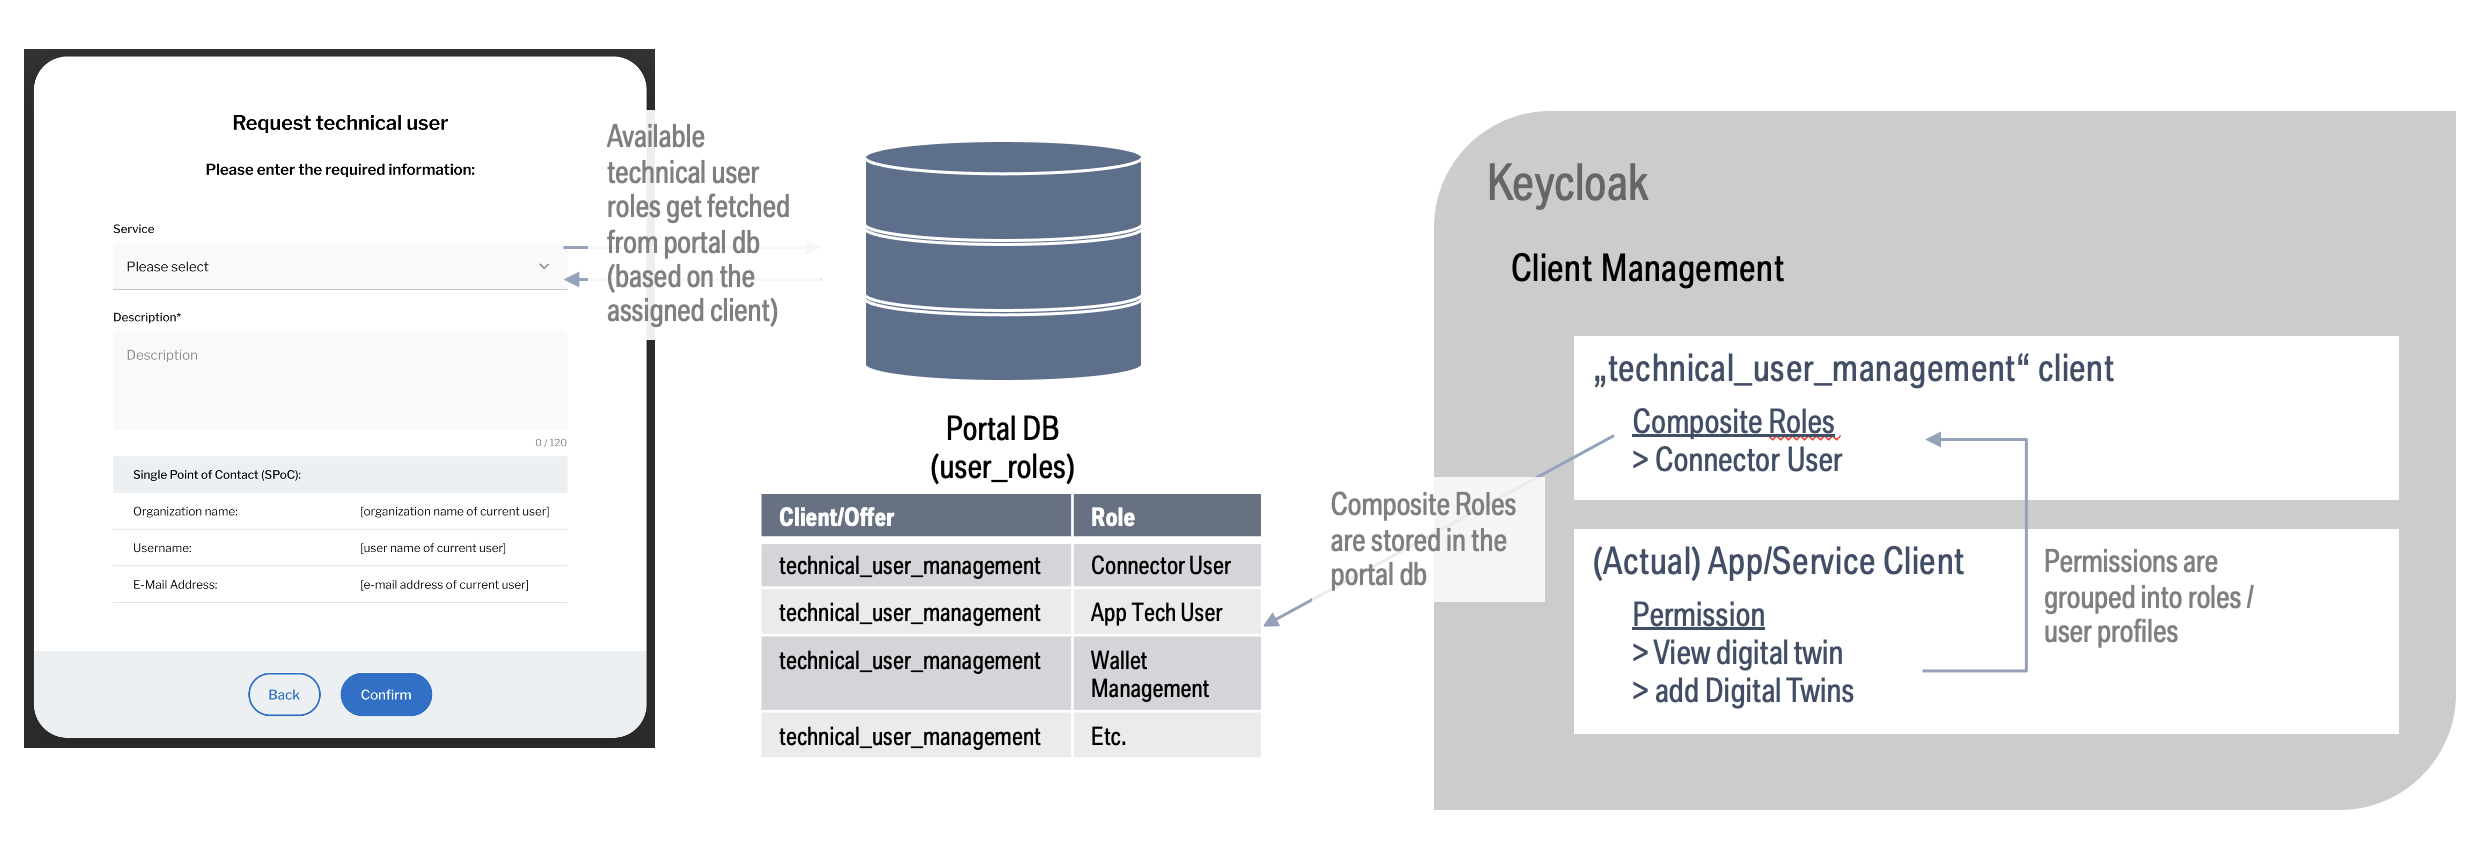 Request technical user
Please enter the required information:
Service
Please select
Description*
Description
0 / 120
Single Point of Contact (SPoC):
Organization name: [organization name of current user]
Username: [user name of current user]
E-Mail Address: [e-mail address of current user]
Back Confirm
Available
technical user
roles get fetched
from portal db
(based on the
assigned client)
Portal DB
(user_roles)
Client/Offer Role
technical_user_management Connector User
technical_user_management App Tech User
technical_user_management Wallet
Management
technical_user_management Etc.
Composite Roles
are stored in the
portal db
Keycloak
Client Management
„technical_user_management“ client
Composite Roles
> Connector User
(Actual) App/Service Client
Permission
> View digital twin
> add Digital Twins
Permissions are
grouped into roles /
user profiles